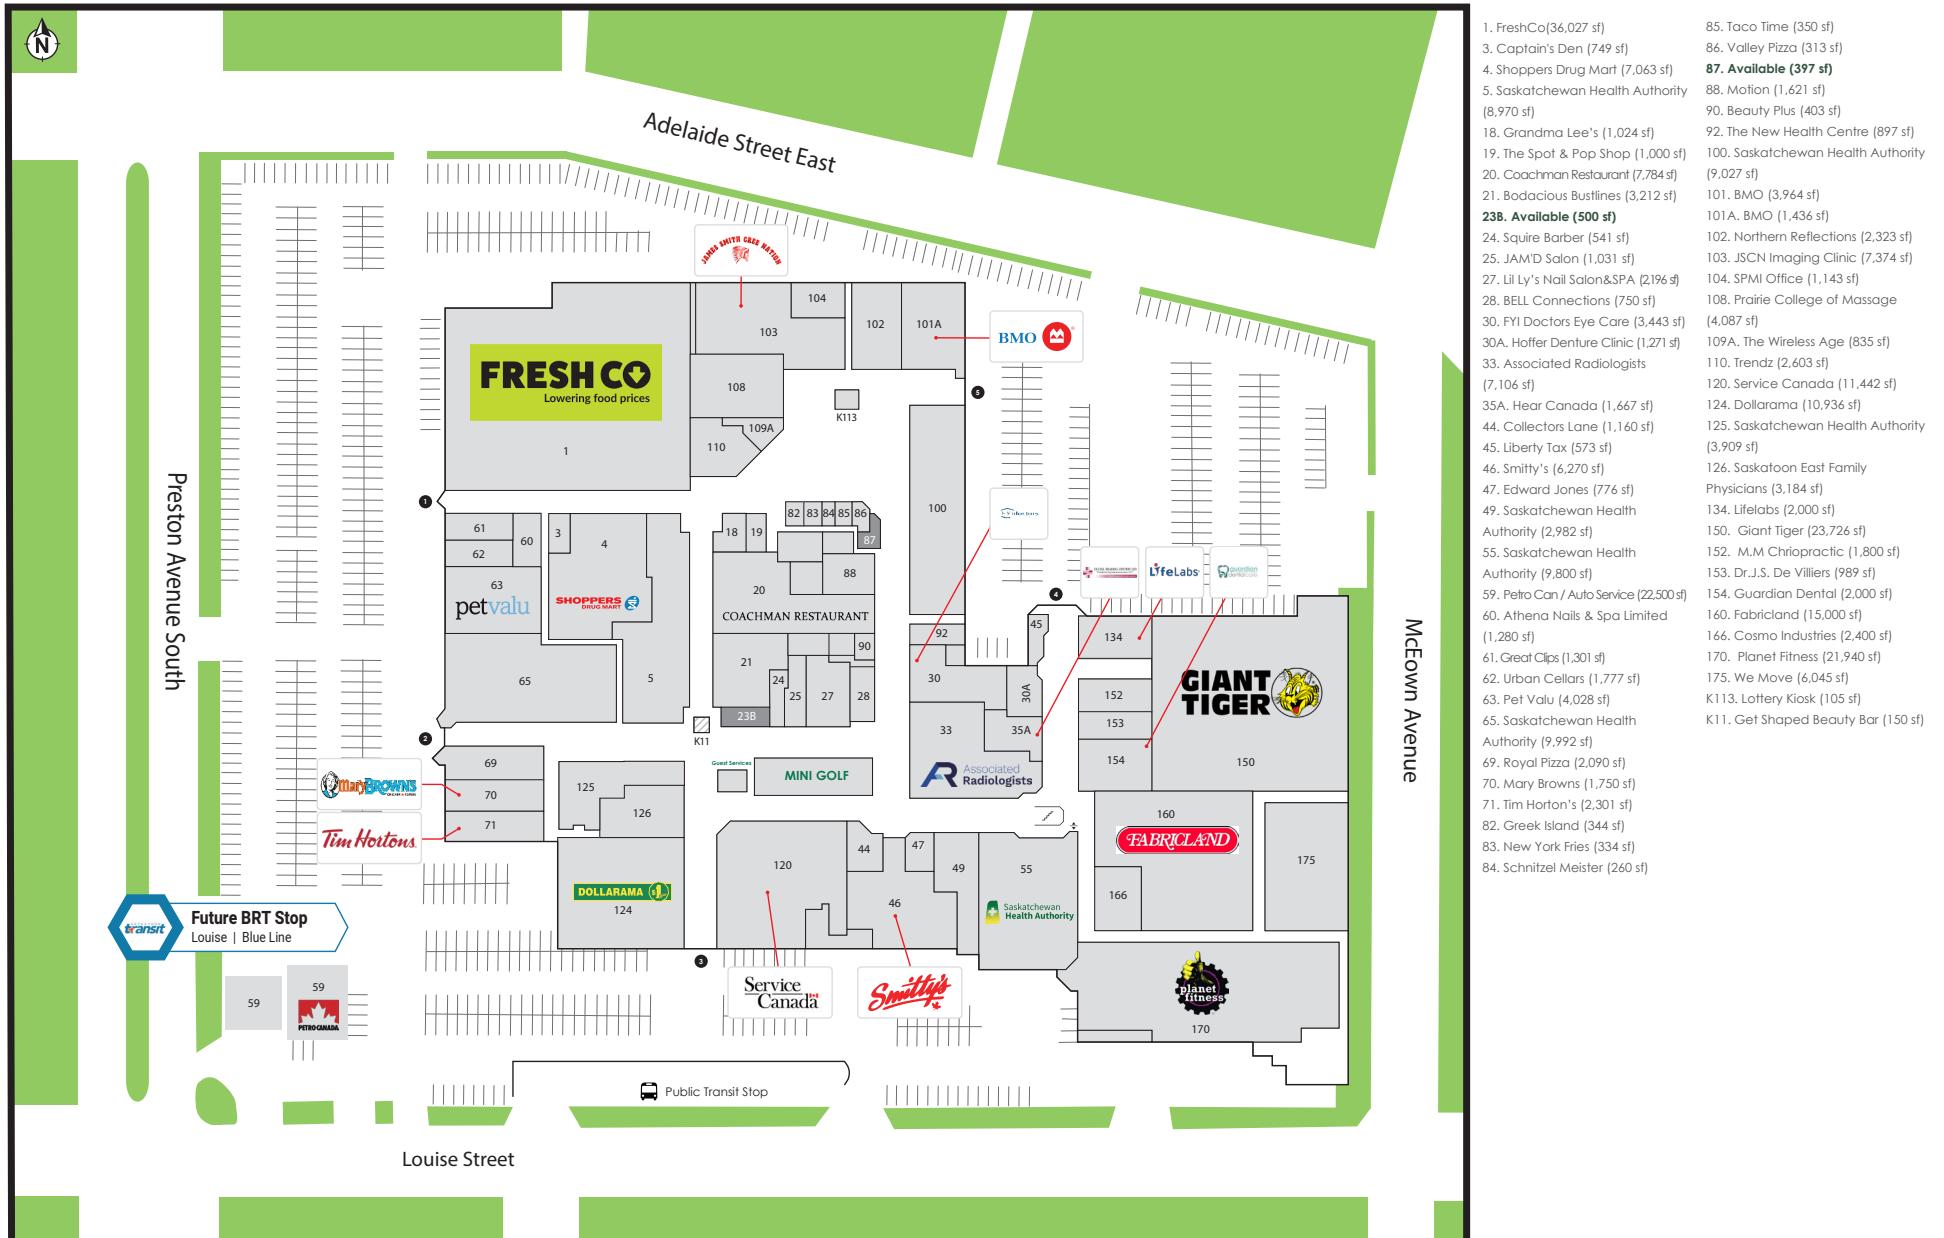 N
Adelaide Street East
JAMES SMITH CREE NATION
104
103
102
101A
BMO
FRESHCO
Lowering food prices
108
K113
109A
110
1
5
Preston Avenue South
1
61
60
62
3
4
63
petvalu
SHOPPERS
DRUG MART
65
5
18
19
82
83
84
85
86
87
88
20
COACHMAN RESTAURANT
90
21
24
25
27
28
23B
K11
100
doctors
92
45
30
30A
33
35A
Associated
Radiologists
4
LifeLabs
guardian
134
152
153
154
GIANT
TIGER
150
McEown Avenue
2
69
70
71
Mary BROWN'S
Tim Hortons
Guest Services
MINI GOLF
125
126
DOLLARAMA
124
120
44
47
49
46
55
Saskatchewan
Health Authority
160
FABRICLAND
166
175
planet
fitness
170
3
Service
Canada
Smitty's
transit
Future BRT Stop
Louise | Blue Line
59
59
PETRO-CANADA
Public Transit Stop
Louise Street
1. FreshCo(36,027 sf)
3. Captain's Den (749 sf)
4. Shoppers Drug Mart (7,063 sf)
5. Saskatchewan Health Authority
(8,970 sf)
18. Grandma Lee's (1,024 sf)
19. The Spot & Pop Shop (1,000 sf)
20. Coachman Restaurant (7,784 sf)
21. Bodacious Bustlines (3,212 sf)
23B. Available (500 sf)
24. Squire Barber (541 sf)
25. JAM'D Salon (1,031 sf)
27. Lil Ly's Nail Salon&SPA (2,196 sf)
28. BELL Connections (750 sf)
30. FYI Doctors Eye Care (3,443 sf)
30A. Hoffer Denture Clinic (1,271 sf)
33. Associated Radiologists
(7,106 sf)
35A. Hear Canada (1,667 sf)
44. Collectors Lane (1,160 sf)
45. Liberty Tax (573 sf)
46. Smitty's (6,270 sf)
47. Edward Jones (776 sf)
49. Saskatchewan Health
Authority (2,982 sf)
55. Saskatchewan Health
Authority (9,800 sf)
59. Petro Can / Auto Service (22,500 sf)
60. Athena Nails & Spa Limited
(1,280 sf)
61. Great Clips (1,301 sf)
62. Urban Cellars (1,777 sf)
63. Pet Valu (4,028 sf)
65. Saskatchewan Health
Authority (9,992 sf)
69. Royal Pizza (2,090 sf)
70. Mary Browns (1,750 sf)
71. Tim Horton's (2,301 sf)
82. Greek Island (344 sf)
83. New York Fries (334 sf)
84. Schnitzel Meister (260 sf)
85. Taco Time (350 sf)
86. Valley Pizza (313 sf)
87. Available (397 sf)
88. Motion (1,621 sf)
90. Beauty Plus (403 sf)
92. The New Health Centre (897 sf)
100. Saskatchewan Health Authority
(9,027 sf)
101. BMO (3,964 sf)
101A. BMO (1,436 sf)
102. Northern Reflections (2,323 sf)
103. JSCN Imaging Clinic (7,374 sf)
104. SPMI Office (1,143 sf)
108. Prairie College of Massage
(4,087 sf)
109A. The Wireless Age (835 sf)
110. Trendz (2,603 sf)
120. Service Canada (11,442 sf)
124. Dollarama (10,936 sf)
125. Saskatchewan Health Authority
(3,909 sf)
126. Saskatoon East Family
Physicians (3,184 sf)
134. Lifelabs (2,000 sf)
150. Giant Tiger (23,726 sf)
152. M.M Chriopractic (1,800 sf)
153. Dr.J.S. De Villiers (989 sf)
154. Guardian Dental (2,000 sf)
160. Fabricland (15,000 sf)
166. Cosmo Industries (2,400 sf)
170. Planet Fitness (21,940 sf)
175. We Move (6,045 sf)
K113. Lottery Kiosk (105 sf)
K11. Get Shaped Beauty Bar (150 sf)